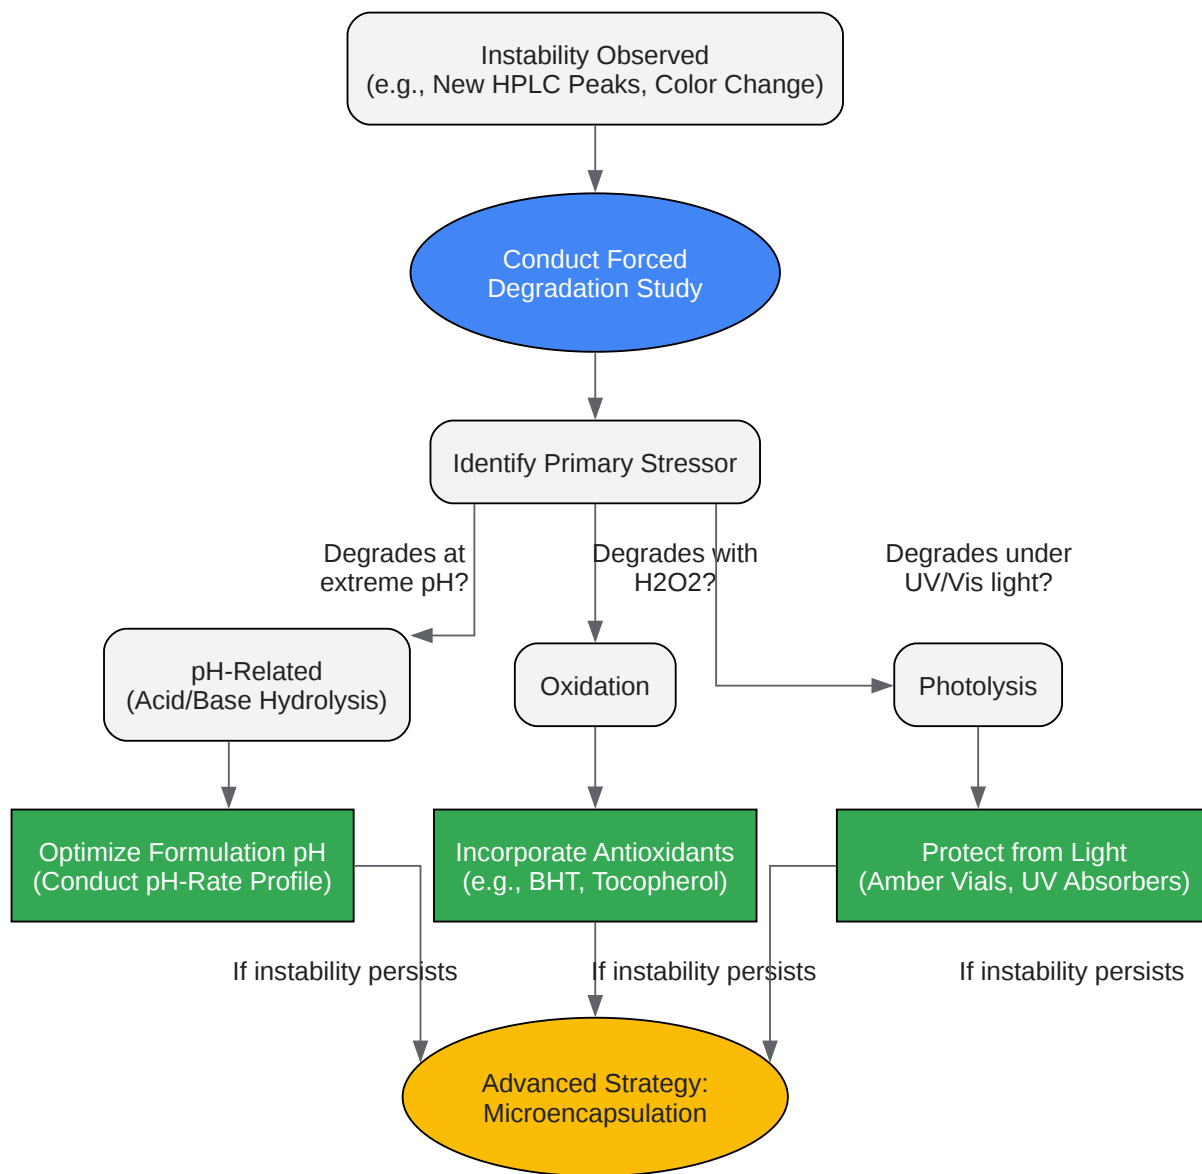 Instability Observed
(e.g., New HPLC Peaks, Color Change)
Conduct Forced
Degradation Study
Identify Primary Stressor
Degrades at
extreme pH?
Degrades with
H2O2?
Degrades under
UV/Vis light?
pH-Related
(Acid/Base Hydrolysis)
Oxidation
Photolysis
Optimize Formulation pH
(Conduct pH-Rate Profile)
Incorporate Antioxidants
(e.g., BHT, Tocopherol)
Protect from Light
(Amber Vials, UV Absorbers)
If instability persists
If instability persists
If instability persists
Advanced Strategy:
Microencapsulation